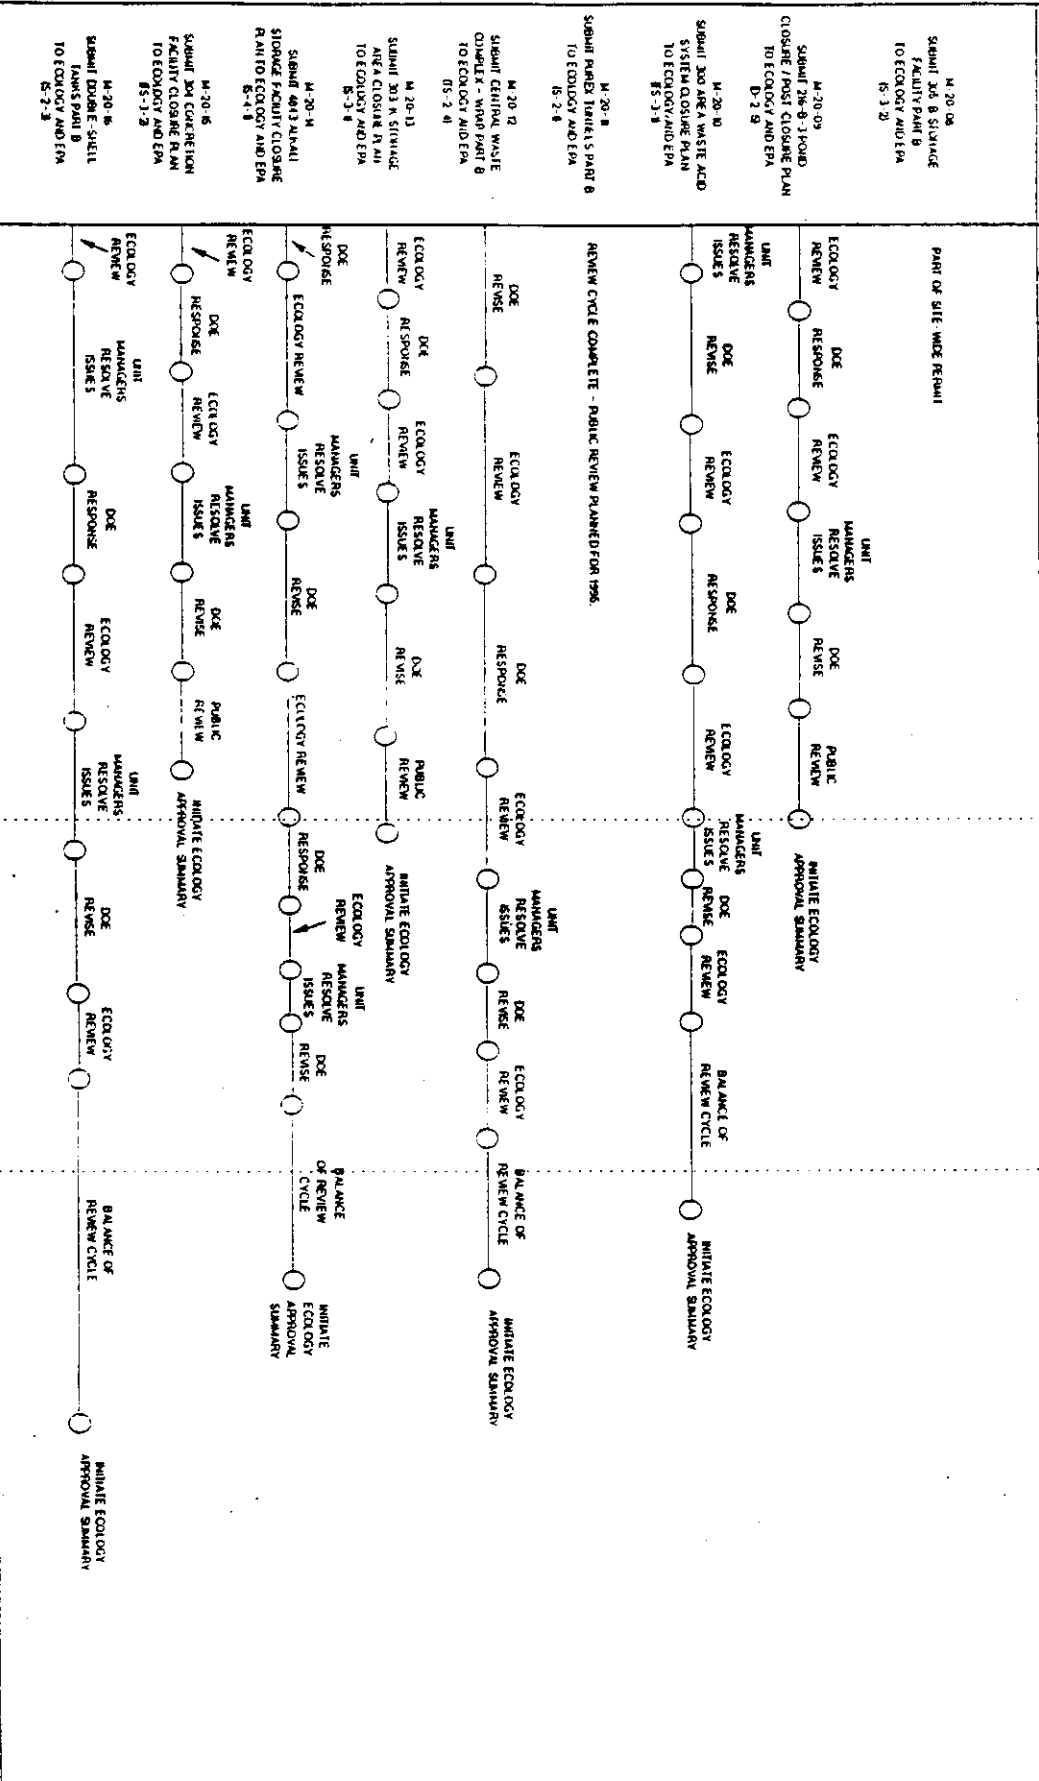 M-20-08
SUBMIT 305 B STORAGE
FACILITY PART B
TO ECOLOGY AND EPA
(S-3-2)
PART OF SITE-WIDE PERMIT
M-20-09
SUBMIT 216-B-3 POND
CLOSURE / POST CLOSURE PLAN
TO ECOLOGY AND EPA
(D-2-5)
ECOLOGY
REVIEW
DOE
RESPONSE
ECOLOGY
REVIEW
UNIT
MANAGERS
RESOLVE
ISSUES
DOE
REVISE
PUBLIC
REVIEW
INITIATE ECOLOGY
APPROVAL SUMMARY
M-20-10
SUBMIT 300 AREA WASTE ACID
SYSTEM CLOSURE PLAN
TO ECOLOGY AND EPA
UNIT
MANAGERS
RESOLVE
ISSUES
DOE
REVISE
ECOLOGY
REVIEW
DOE
RESPONSE
ECOLOGY
REVIEW
UNIT
MANAGERS
RESOLVE
ISSUES
DOE
REVISE
ECOLOGY
REVIEW
BALANCE OF
REVIEW CYCLE
INITIATE ECOLOGY
APPROVAL SUMMARY
M-20-11
SUBMIT PUREX TUNNELS PART B
TO ECOLOGY AND EPA
REVIEW CYCLE COMPLETE - PUBLIC REVIEW PLANNED FOR 1996.
M-20-12
SUBMIT CENTRAL WASTE
COMPLEX - WRAP PART B
TO ECOLOGY AND EPA
(TS-2-4)
DOE
REVISE
ECOLOGY
REVIEW
DOE
RESPONSE
ECOLOGY
REVIEW
UNIT
MANAGERS
RESOLVE
ISSUES
DOE
REVISE
ECOLOGY
REVIEW
BALANCE OF
REVIEW CYCLE
INITIATE ECOLOGY
APPROVAL SUMMARY
M-20-13
SUBMIT 303 K STORAGE
AREA CLOSURE PLAN
TO ECOLOGY AND EPA
ECOLOGY
REVIEW
DOE
RESPONSE
ECOLOGY
REVIEW
UNIT
MANAGERS
RESOLVE
ISSUES
DOE
REVISE
PUBLIC
REVIEW
INITIATE ECOLOGY
APPROVAL SUMMARY
M-20-14
SUBMIT 4843 ALKALI
STORAGE FACILITY CLOSURE
PLAN TO ECOLOGY AND EPA
DOE
RESPONSE
ECOLOGY REVIEW
UNIT
MANAGERS
RESOLVE
ISSUES
DOE
REVISE
ECOLOGY REVIEW
DOE
RESPONSE
ECOLOGY
REVIEW
UNIT
MANAGERS
RESOLVE
ISSUES
DOE
REVISE
BALANCE
OF REVIEW
CYCLE
INITIATE
ECOLOGY
APPROVAL
SUMMARY
M-20-15
SUBMIT 304 CONCRETION
FACILITY CLOSURE PLAN
TO ECOLOGY AND EPA
ECOLOGY
REVIEW
DOE
RESPONSE
ECOLOGY
REVIEW
UNIT
MANAGERS
RESOLVE
ISSUES
DOE
REVISE
PUBLIC
REVIEW
INITIATE ECOLOGY
APPROVAL SUMMARY
M-20-16
SUBMIT DOUBLE-SHELL
TANKS PART B
TO ECOLOGY AND EPA
ECOLOGY
REVIEW
UNIT
MANAGERS
RESOLVE
ISSUES
DOE
RESPONSE
ECOLOGY
REVIEW
UNIT
MANAGERS
RESOLVE
ISSUES
DOE
REVISE
ECOLOGY
REVIEW
BALANCE OF
REVIEW CYCLE
INITIATE ECOLOGY
APPROVAL SUMMARY